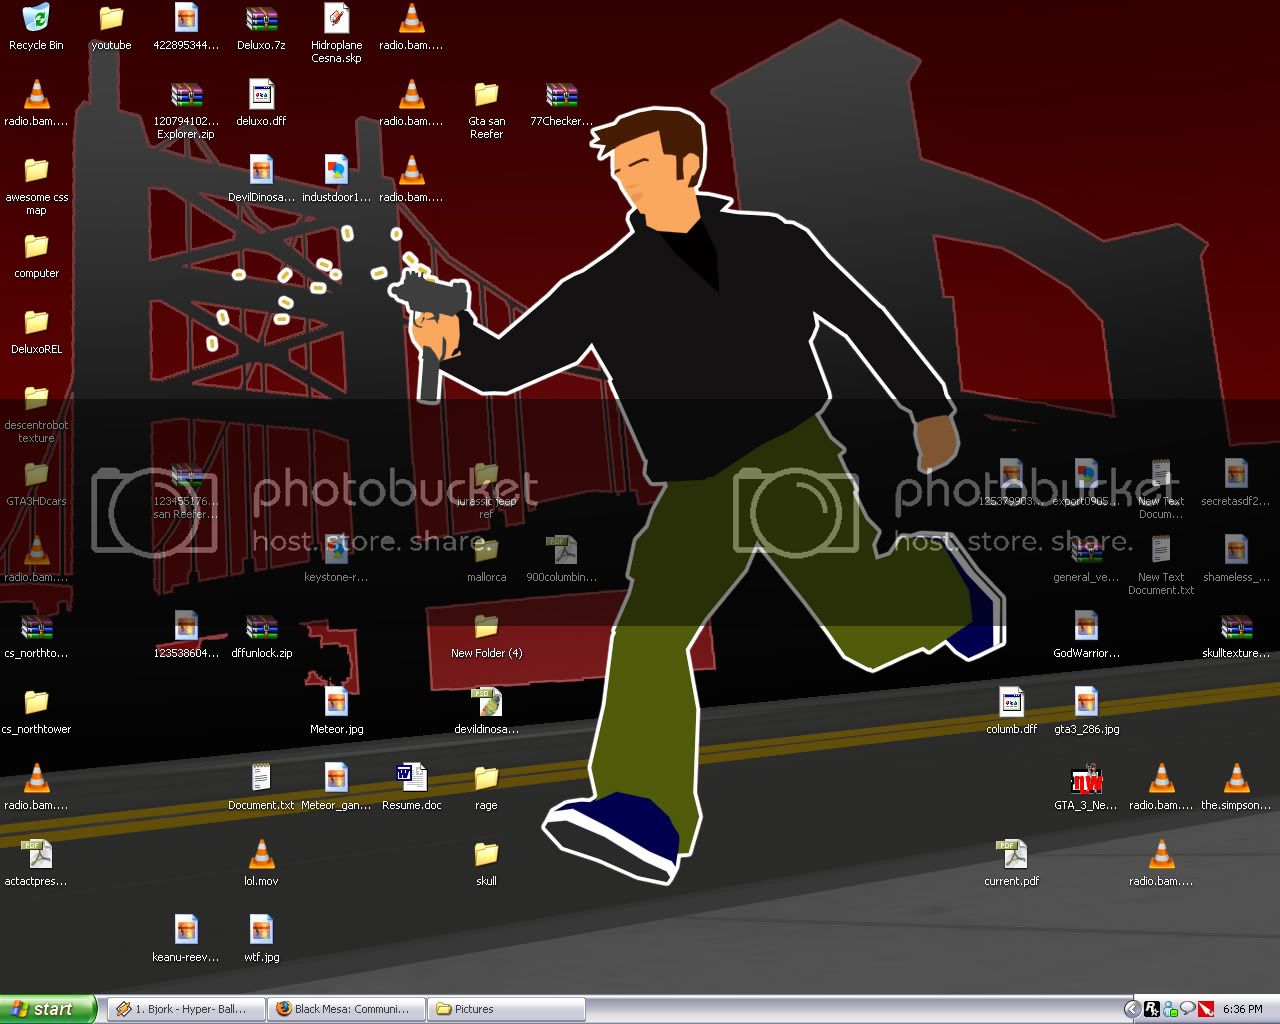 Recycle Bin
youtube
422895344...
Deluxo.7z
Hidroplane
Cesna.skp
radio.bam....
radio.bam....
120794102...
Explorer.zip
deluxo.dff
radio.bam....
Gta san
Reefer
77Checker...
awesome css
map
DevilDinosa...
industdoor1...
radio.bam....
computer
DeluxoREL
descentrobot
texture
GTA3HDcars
123455176...
san Reefer...
jurassic jeep
ref
125379903...
export0905...
New Text
Docum...
secretasdf2...
photobucket
host. store. share.
photobucket
host. store. share.
radio.bam....
keystone-r...
mallorca
900columbin...
general_ve...
New Text
Document.txt
shameless_...
cs_northto...
123538604...
dffunlock.zip
New Folder (4)
GodWarrior...
skulltexture...
cs_northtower
Meteor.jpg
devildinosa...
columb.dff
gta3_286.jpg
radio.bam....
Document.txt
Meteor_gan...
Resume.doc
rage
GTA_3_Ne...
radio.bam....
the.simpson...
actactpres...
lol.mov
skull
current.pdf
radio.bam....
keanu-reev...
wtf.jpg
start
1. Bjork - Hyper- Ball...
Black Mesa: Communi...
Pictures
6:36 PM